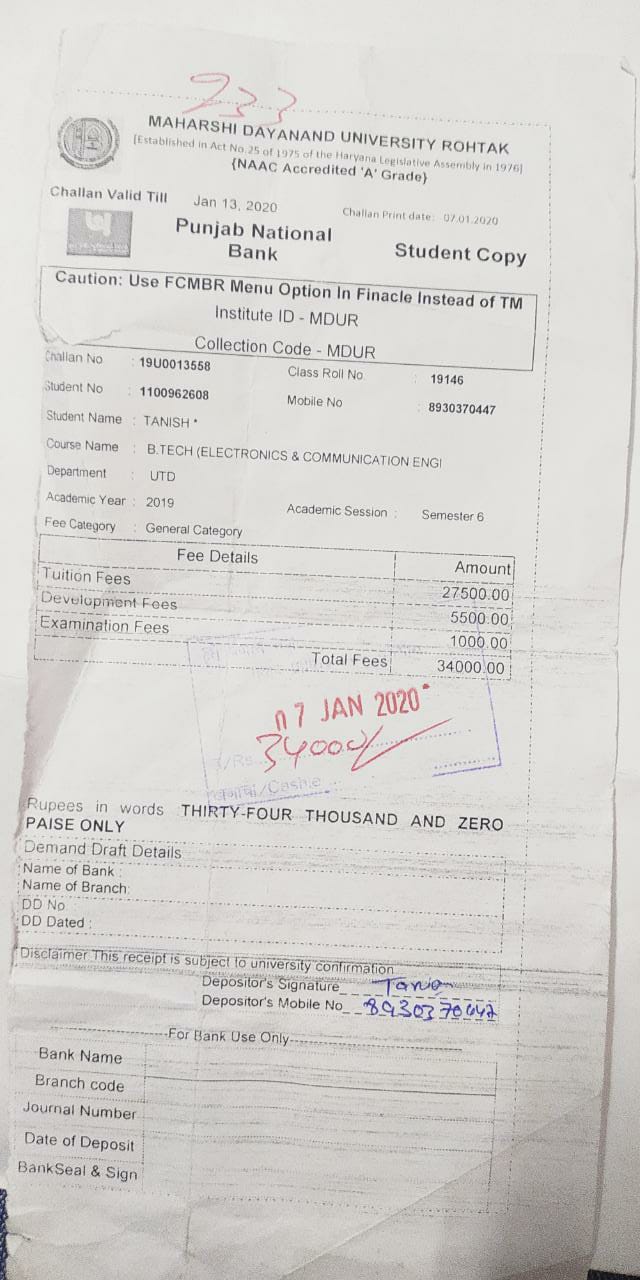 933
MAHARSHI DAYANAND UNIVERSITY ROHTAK
[Established in Act No.25 of 1975 of the Haryana Legislative Assembly in 1976]
{NAAC Accredited 'A' Grade}
Challan Valid Till Jan 13, 2020 Challan Print date: 07.01.2020
Punjab National Bank Student Copy
Caution: Use FCMBR Menu Option In Finacle Instead of TM
Institute ID - MDUR
Collection Code - MDUR
Challan No : 19U0013558 Class Roll No : 19146
Student No : 1100962608 Mobile No : 8930370447
Student Name : TANISH *
Course Name : B.TECH (ELECTRONICS & COMMUNICATION ENGI
Department : UTD
Academic Year : 2019 Academic Session : Semester 6
Fee Category : General Category
Fee Details Amount
Tuition Fees 27500.00
Development Fees 5500.00
Examination Fees 1000.00
Total Fees 34000.00
07 JAN 2020
34000/
Rupees in words THIRTY-FOUR THOUSAND AND ZERO
PAISE ONLY
Demand Draft Details
Name of Bank :
Name of Branch:
DD No :
DD Dated :
Disclaimer This receipt is subject to university confirmation
Depositor's Signature
Depositor's Mobile No 8930370447
For Bank Use Only
Bank Name
Branch code
Journal Number
Date of Deposit
BankSeal & Sign